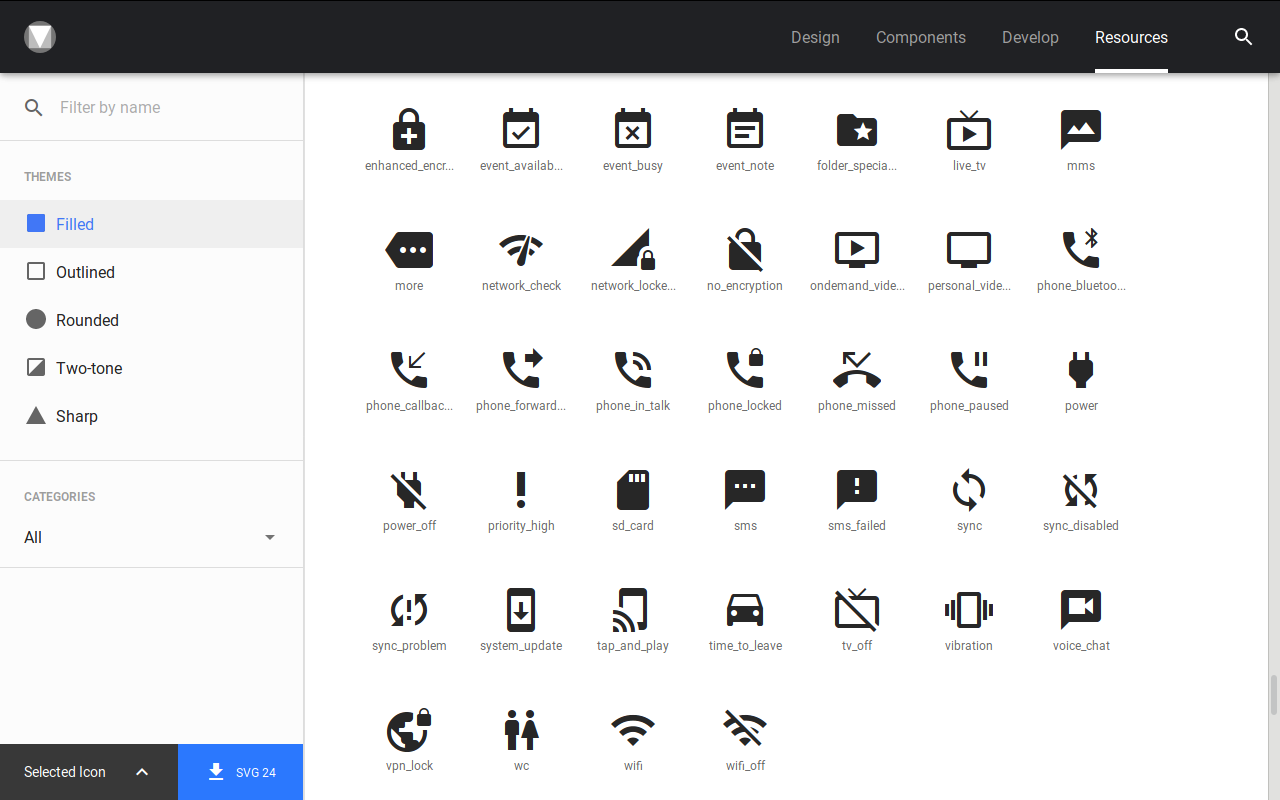 Design Components Develop Resources
Filter by name
THEMES
Filled
Outlined
Rounded
Two-tone
Sharp
CATEGORIES
All
Selected Icon
SVG 24
enhanced_encr... event_availab... event_busy event_note folder_specia... live_tv mms
more network_check network_locke... no_encryption ondemand_vide... personal_vide... phone_bluetoo...
phone_callbac... phone_forward... phone_in_talk phone_locked phone_missed phone_paused power
power_off priority_high sd_card sms sms_failed sync sync_disabled
sync_problem system_update tap_and_play time_to_leave tv_off vibration voice_chat
vpn_lock wc wifi wifi_off